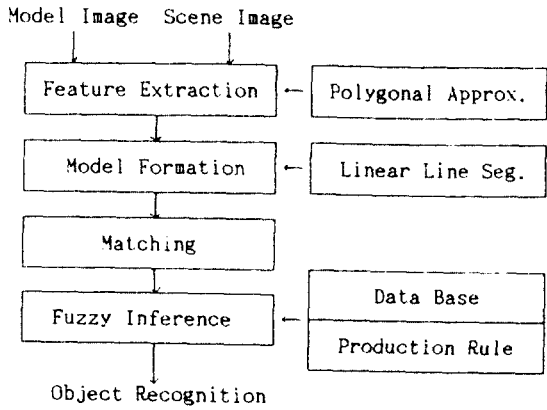 Model Image Scene Image
Feature Extraction
Polygonal Approx.
Model Formation
Linear Line Seg.
Matching
Fuzzy Inference
Data Base
Production Rule
Object Recognition